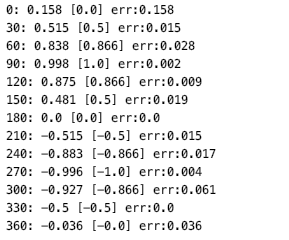 0: 0.158 [0.0] err:0.158
30: 0.515 [0.5] err:0.015
60: 0.838 [0.866] err:0.028
90: 0.998 [1.0] err:0.002
120: 0.875 [0.866] err:0.009
150: 0.481 [0.5] err:0.019
180: 0.0 [0.0] err:0.0
210: -0.515 [-0.5] err:0.015
240: -0.883 [-0.866] err:0.017
270: -0.996 [-1.0] err:0.004
300: -0.927 [-0.866] err:0.061
330: -0.5 [-0.5] err:0.0
360: -0.036 [-0.0] err:0.036